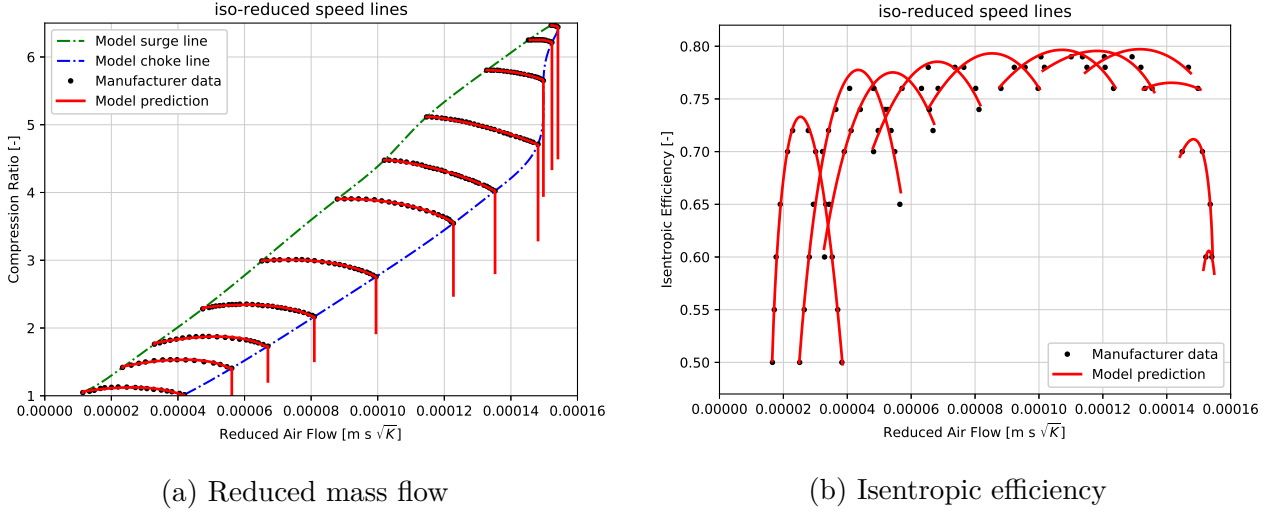 iso-reduced speed lines
Model surge line
Model choke line
Manufacturer data
Model prediction
Compression Ratio [-]
6
5
4
3
2
1
0.00000 0.00002 0.00004 0.00006 0.00008 0.00010 0.00012 0.00014 0.00016
Reduced Air Flow [m s √K]
(a) Reduced mass flow
iso-reduced speed lines
Isentropic Efficiency [-]
0.80
0.75
0.70
0.65
0.60
0.55
0.50
Manufacturer data
Model prediction
0.00000 0.00002 0.00004 0.00006 0.00008 0.00010 0.00012 0.00014 0.00016
Reduced Air Flow [m s √K]
(b) Isentropic efficiency